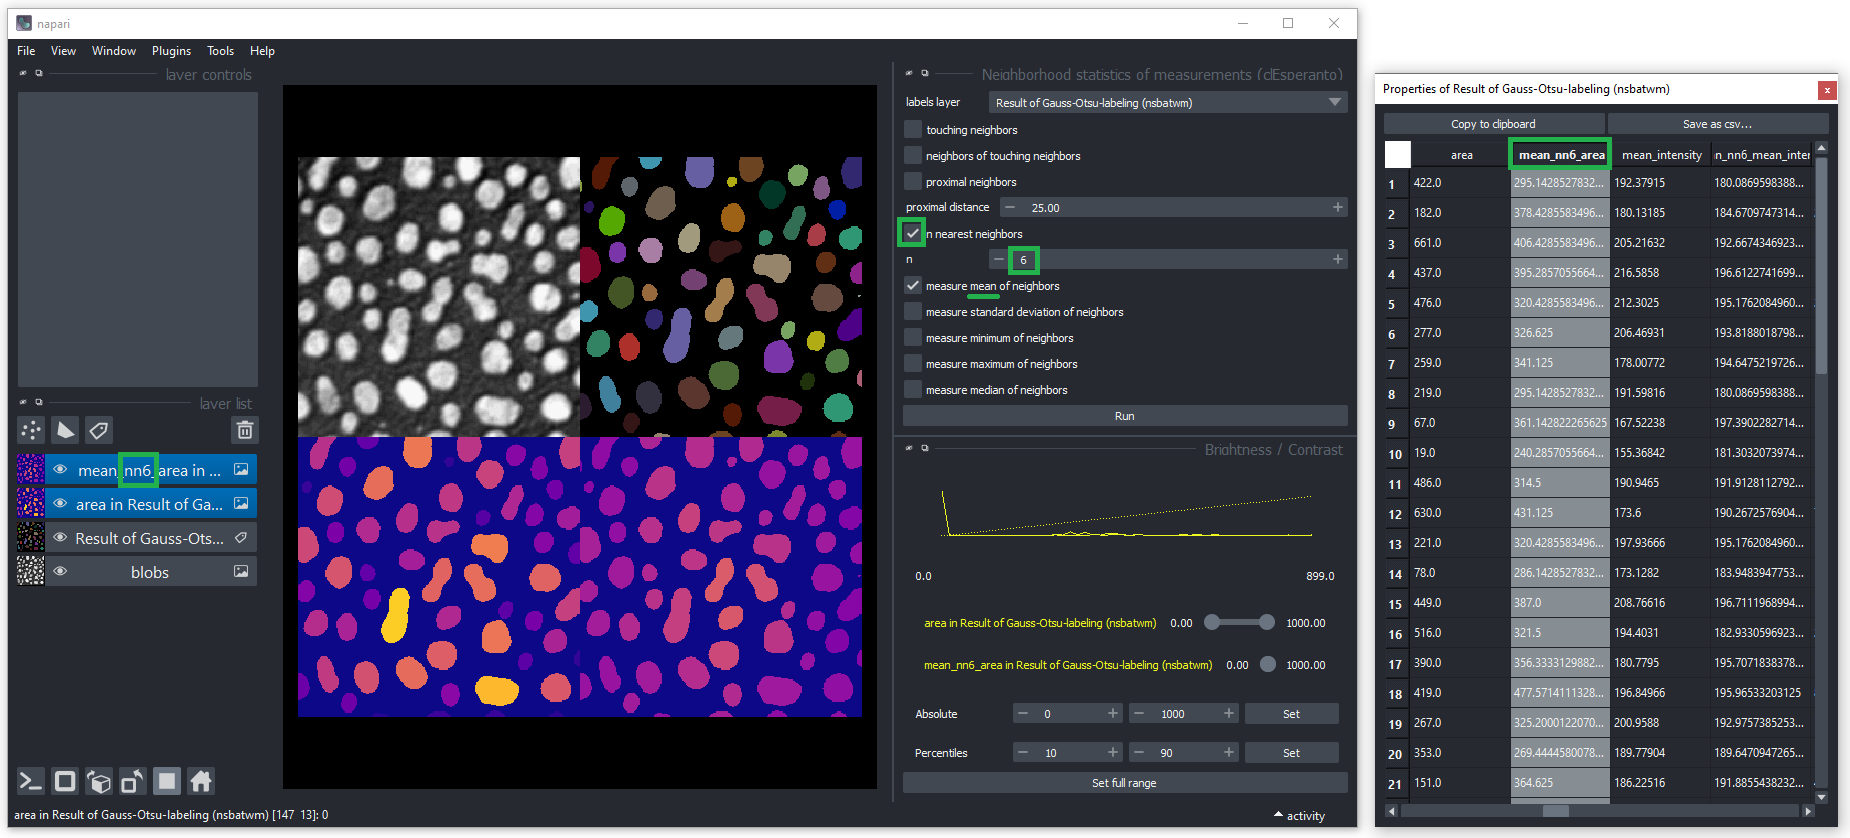 napari
File View Window Plugins Tools Help
layer controls
layer list
mean_nn6_area in ...
area in Result of Ga...
Result of Gauss-Ots...
blobs
area in Result of Gauss-Otsu-labeling (nsbatwm) [147 13]: 0
activity
Neighborhood statistics of measurements (clEsperanto)
labels layer Result of Gauss-Otsu-labeling (nsbatwm)
touching neighbors
neighbors of touching neighbors
proximal neighbors
proximal distance 25.00
n nearest neighbors
n 6
measure mean of neighbors
measure standard deviation of neighbors
measure minimum of neighbors
measure maximum of neighbors
measure median of neighbors
Run
Brightness / Contrast
0.0 899.0
area in Result of Gauss-Otsu-labeling (nsbatwm) 0.00 1000.00
mean_nn6_area in Result of Gauss-Otsu-labeling (nsbatwm) 0.00 1000.00
Absolute 0 1000 Set
Percentiles 10 90 Set
Set full range
Properties of Result of Gauss-Otsu-labeling (nsbatwm) x
Copy to clipboard Save as csv...
area mean_nn6_area mean_intensity n_nn6_mean_inter
1 422.0 295.1428527832... 192.37915 180.0869598388...
2 182.0 378.4285583496... 180.13185 184.6709747314...
3 661.0 406.4285583496... 205.21632 192.6674346923...
4 437.0 395.2857055664... 216.5858 196.6122741699...
5 476.0 320.4285583496... 212.3025 195.1762084960...
6 277.0 326.625 206.46931 193.8188018798...
7 259.0 341.125 178.00772 194.6475219726...
8 219.0 295.1428527832... 191.59816 180.0869598388...
9 67.0 361.142822265625 167.52238 197.3902282714...
10 19.0 240.2857055664... 155.36842 181.3032073974...
11 486.0 314.5 190.9465 191.9128112792...
12 630.0 431.125 173.6 190.2672576904...
13 221.0 320.4285583496... 197.93666 195.1762084960...
14 78.0 286.1428527832... 173.1282 183.9483947753...
15 449.0 387.0 208.76616 196.7111968994...
16 516.0 321.5 194.4031 182.9330596923...
17 390.0 356.3333129882... 180.7795 195.7071838378...
18 419.0 477.5714111328... 196.84966 195.96533203125
19 267.0 325.2000122070... 200.9588 192.9757385253...
20 353.0 269.4444580078... 189.77904 189.6470947265...
21 151.0 364.625 186.22516 191.8855438232...